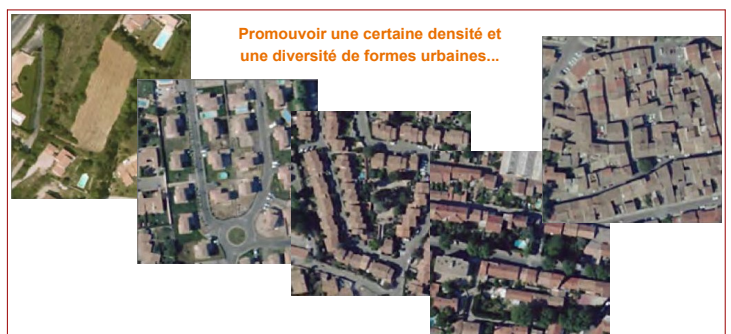 Promouvoir une certaine densité et
une diversité de formes urbaines...